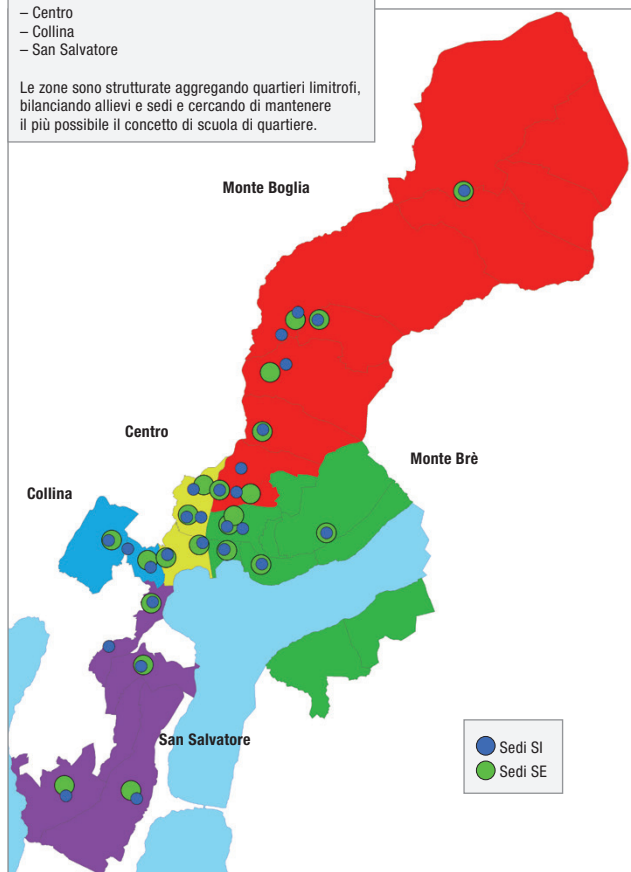 – Centro
– Collina
– San Salvatore
Le zone sono strutturate aggregando quartieri limitrofi,
bilanciando allievi e sedi e cercando di mantenere
il più possibile il concetto di scuola di quartiere.
Monte Boglia
Centro
Monte Brè
Collina
San Salvatore
Sedi SI
Sedi SE